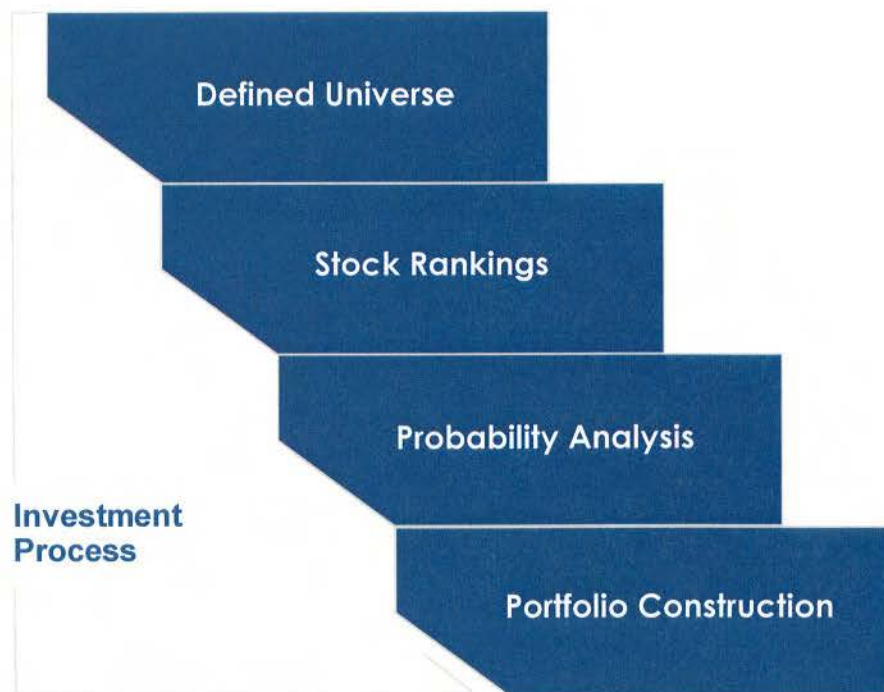 Defined Universe
Stock Rankings
Probability Analysis
Investment
Process
Portfolio Construction